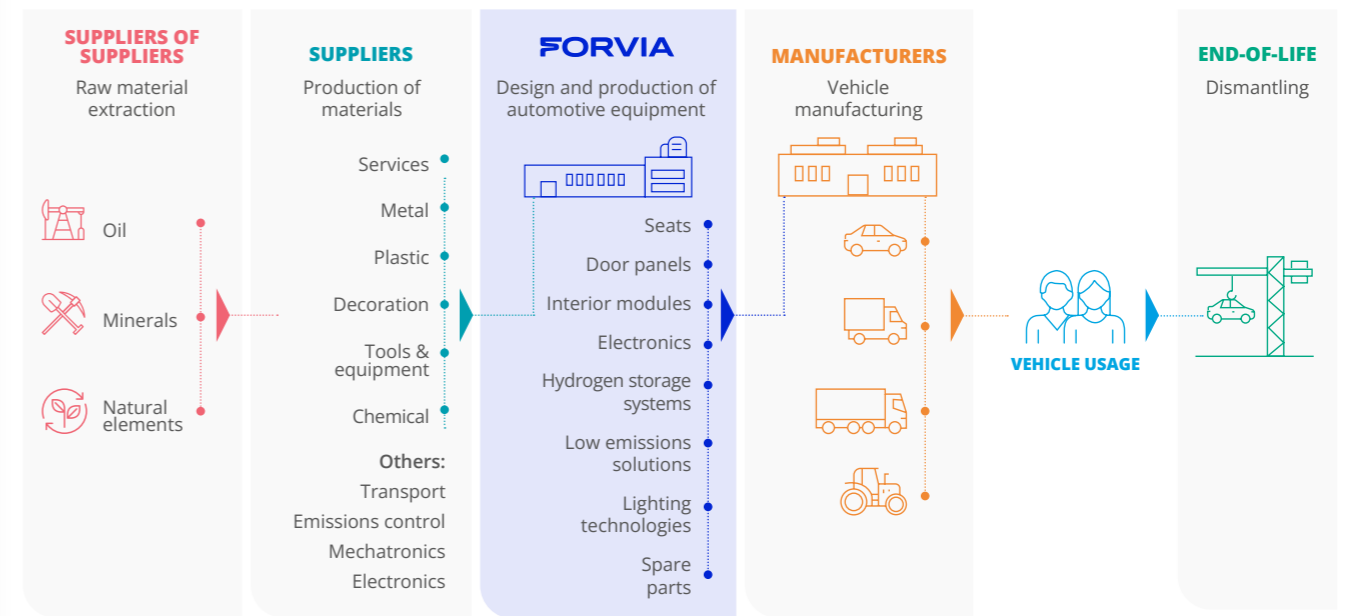 SUPPLIERS OF
SUPPLIERS
Raw material
extraction
Oil
Minerals
Natural
elements
SUPPLIERS
Production of
materials
Services
Metal
Plastic
Decoration
Tools &
equipment
Chemical
Others:
Transport
Emissions control
Mechatronics
Electronics
FORVIA
Design and production of
automotive equipment
Seats
Door panels
Interior modules
Electronics
Hydrogen storage
systems
Low emissions
solutions
Lighting
technologies
Spare
parts
MANUFACTURERS
Vehicle
manufacturing
VEHICLE USAGE
END-OF-LIFE
Dismantling